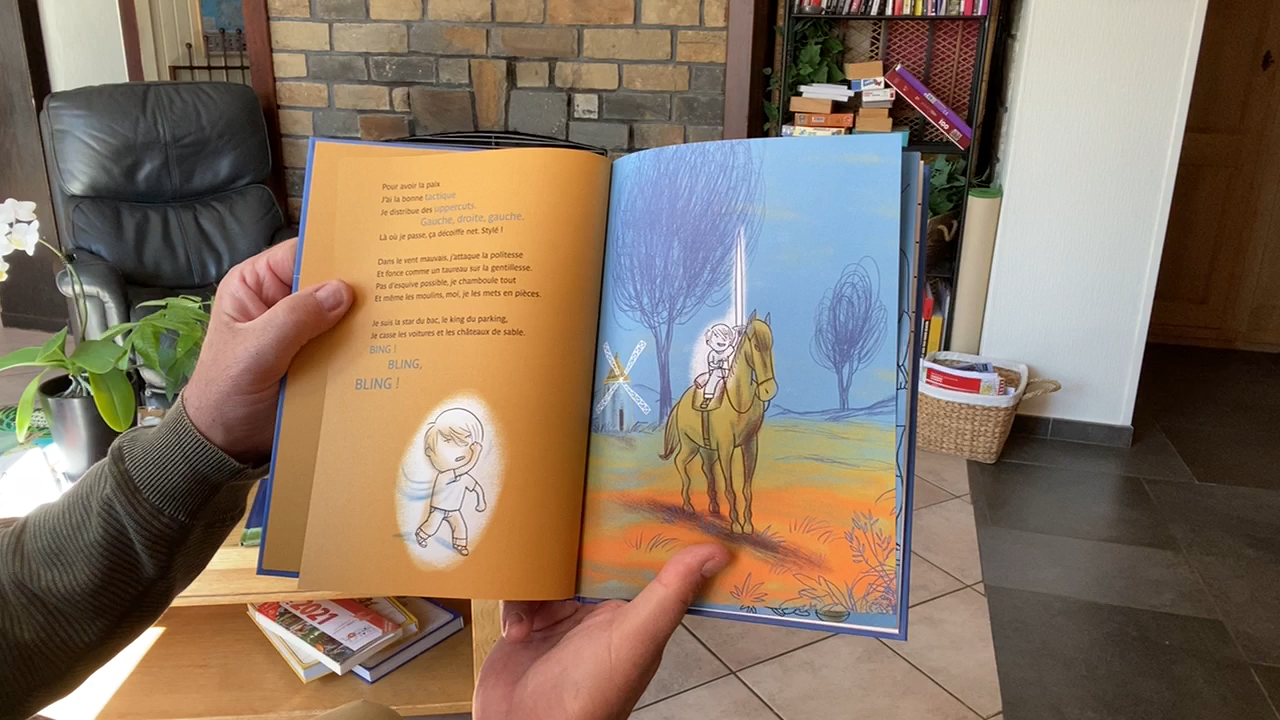 Pour avoir la paix
J'ai la bonne tactique
Je distribue des uppercuts.
Gauche, droite, gauche.
Là où je passe, ça décoiffe net. Stylé !
Dans le vent mauvais, j'attaque la politesse
Et fonce comme un taureau sur la gentillesse.
Pas d'esquive possible, je chamboule tout
Et même les moulins, moi, je les mets en pièces.
Je suis la star du bac, le king du parking,
Je casse les voitures et les châteaux de sable.
BING !
BLING,
BLING !
2021
100